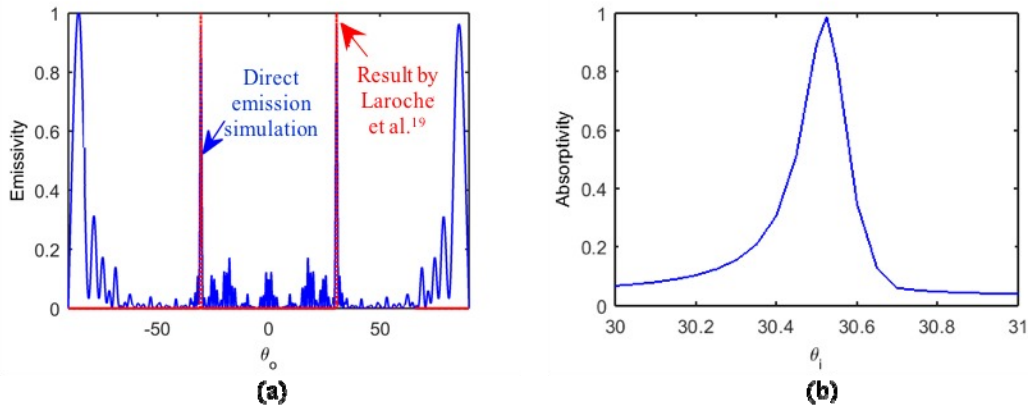 1
0.8
0.6
0.4
0.2
0
Emissivity
-50
0
50
θo
Direct
emission
simulation
Result by
Laroche
et al.19
(a)
1
0.8
0.6
0.4
0.2
0
Absorptivity
30
30.2
30.4
30.6
30.8
31
θi
(b)